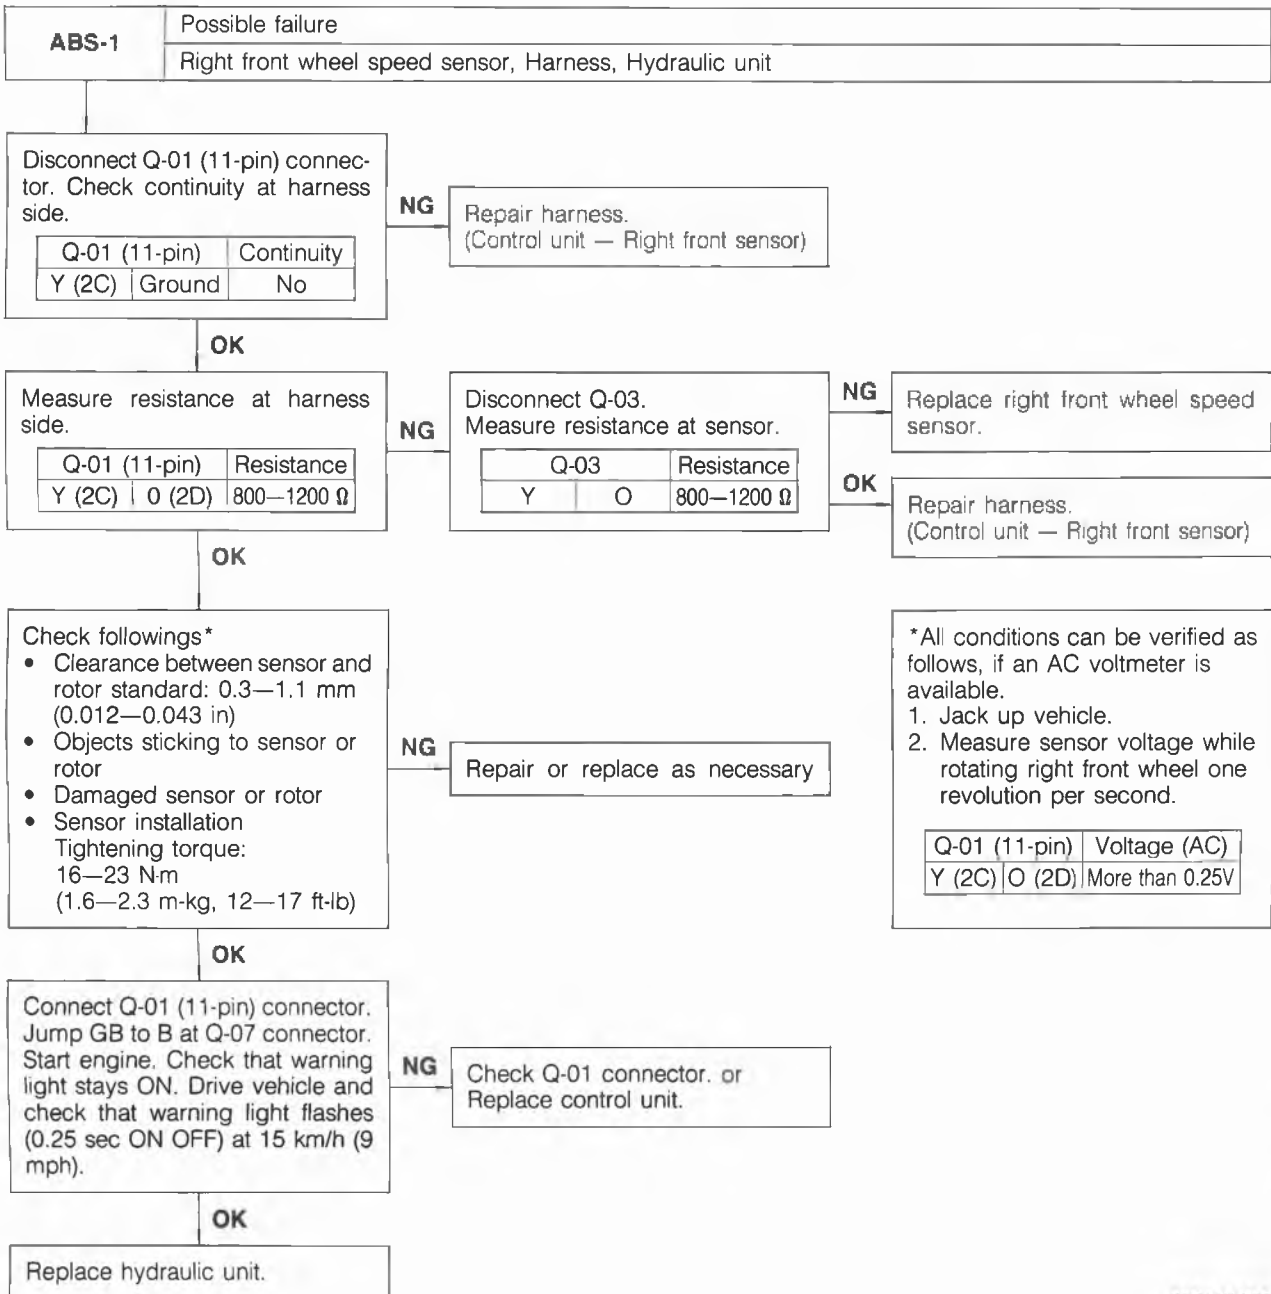 ABS-1
Possible failure
Right front wheel speed sensor, Harness, Hydraulic unit
Disconnect Q-01 (11-pin) connec-
tor. Check continuity at harness
side.
Q-01 (11-pin) Continuity
Y (2C) Ground No
NG
Repair harness.
(Control unit — Right front sensor)
OK
Measure resistance at harness
side.
Q-01 (11-pin) Resistance
Y (2C) 0 (2D) 800—1200 Ω
NG
Disconnect Q-03.
Measure resistance at sensor.
Q-03 Resistance
Y O 800—1200 Ω
NG
Replace right front wheel speed
sensor.
OK
Repair harness.
(Control unit — Right front sensor)
OK
Check followings*
• Clearance between sensor and
rotor standard: 0.3—1.1 mm
(0.012—0.043 in)
• Objects sticking to sensor or
rotor
• Damaged sensor or rotor
• Sensor installation
Tightening torque:
16—23 N·m
(1.6—2.3 m-kg, 12—17 ft-lb)
NG
Repair or replace as necessary
*All conditions can be verified as
follows, if an AC voltmeter is
available.
1. Jack up vehicle.
2. Measure sensor voltage while
rotating right front wheel one
revolution per second.
Q-01 (11-pin) Voltage (AC)
Y (2C) O (2D) More than 0.25V
OK
Connect Q-01 (11-pin) connector.
Jump GB to B at Q-07 connector.
Start engine. Check that warning
light stays ON. Drive vehicle and
check that warning light flashes
(0.25 sec ON OFF) at 15 km/h (9
mph).
NG
Check Q-01 connector. or
Replace control unit.
OK
Replace hydraulic unit.